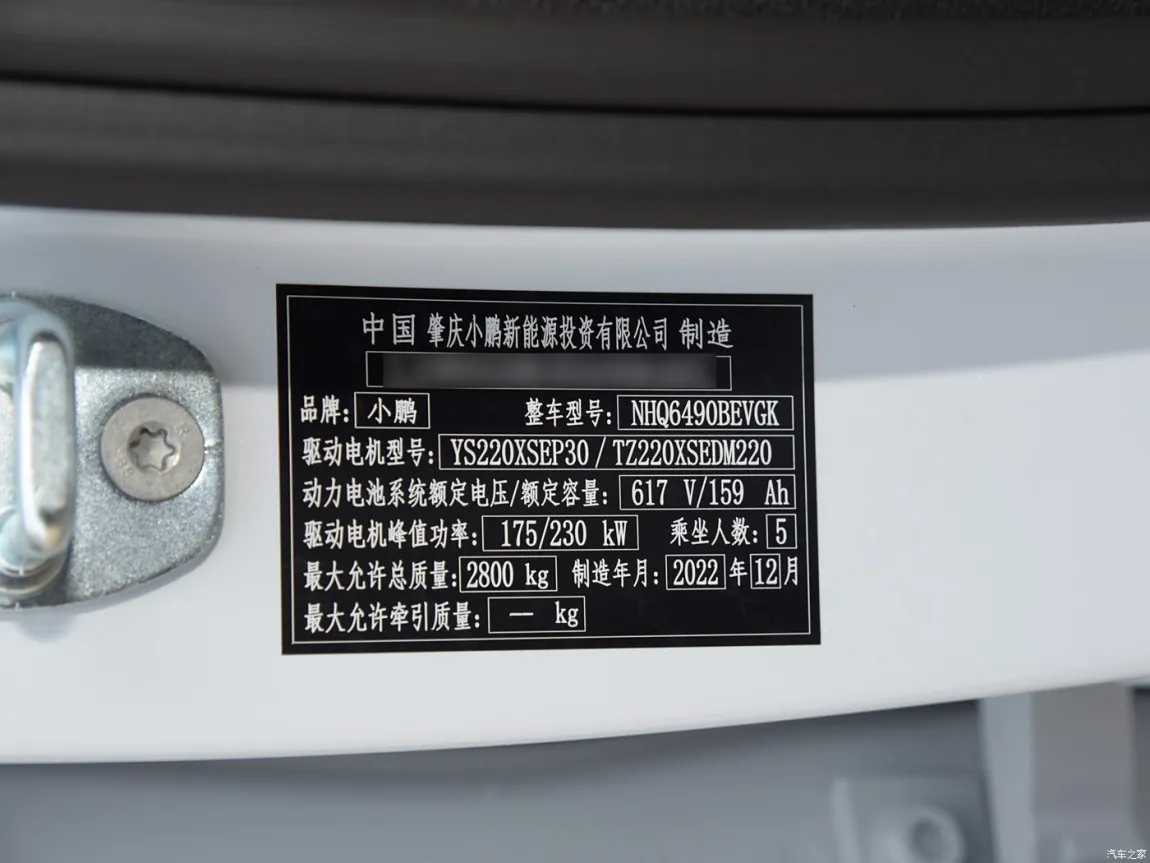 中国 肇庆小鹏新能源投资有限公司 制造
品牌: 小鹏 整车型号: NHQ6490BEVGK
驱动电机型号: YS220XSEP30 / TZ220XSEDM220
动力电池系统额定电压/额定容量: 617 V/159 Ah
驱动电机峰值功率: 175/230 kW 乘坐人数: 5
最大允许总质量: 2800 kg 制造年月: 2022 年 12 月
最大允许牵引质量: — kg
汽车之家